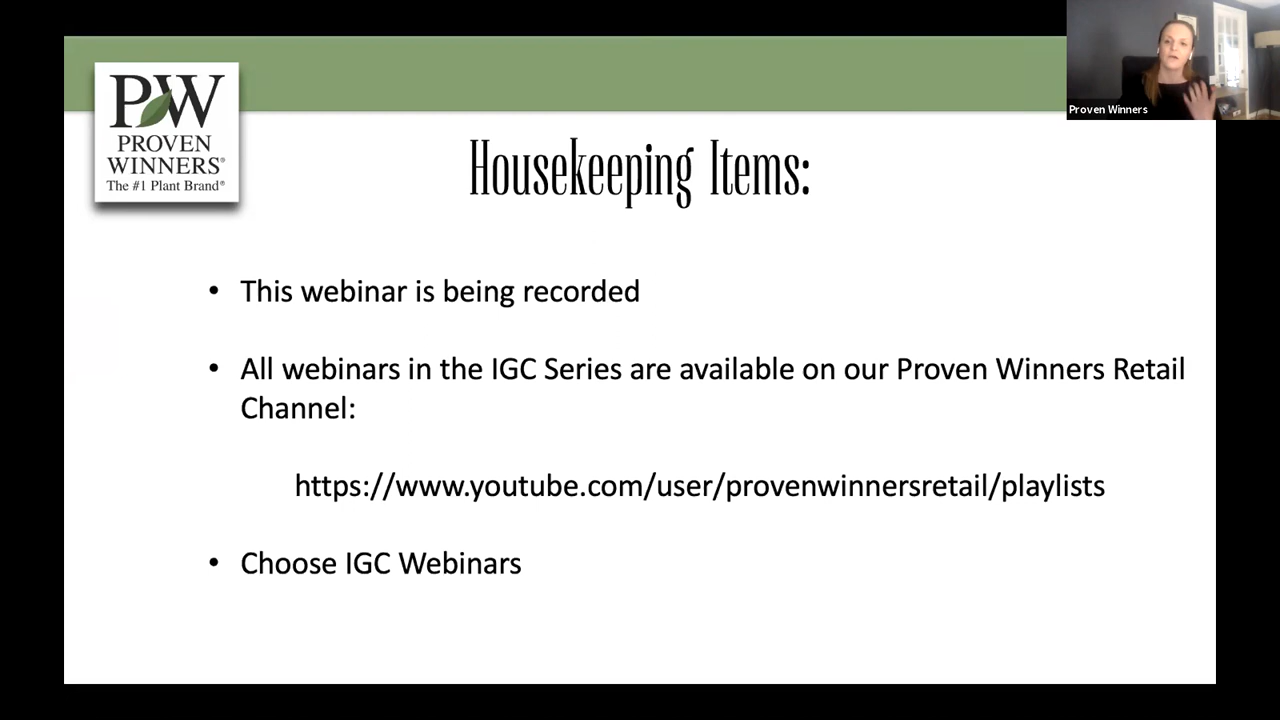 PW
PROVEN
WINNERS®
The #1 Plant Brand®
Proven Winners
Housekeeping Items:
• This webinar is being recorded
• All webinars in the IGC Series are available on our Proven Winners Retail
Channel:
https://www.youtube.com/user/provenwinnersretail/playlists
• Choose IGC Webinars